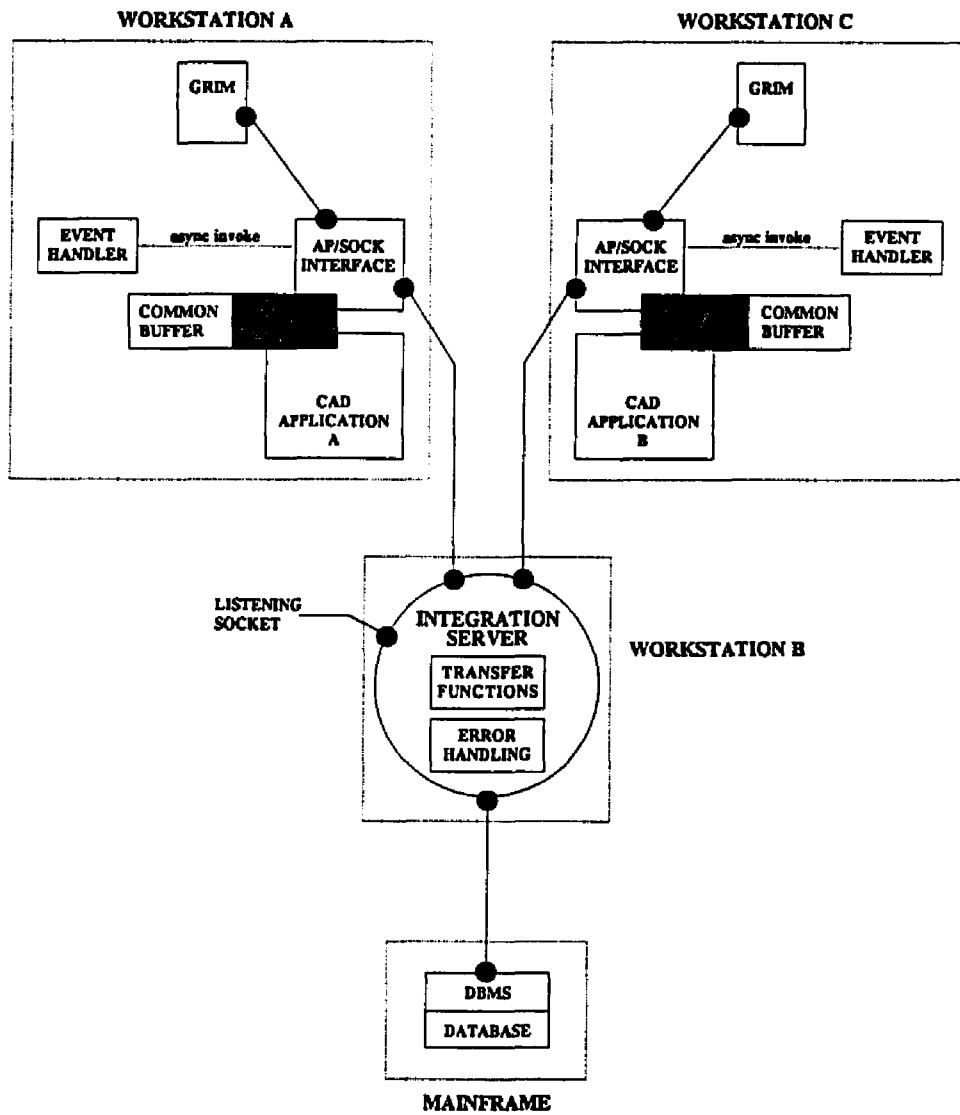 WORKSTATION A
WORKSTATION C
GRIM
GRIM
EVENT
HANDLER
async invoke
AP/SOCK
INTERFACE
AP/SOCK
INTERFACE
async invoke
EVENT
HANDLER
COMMON
BUFFER
COMMON
BUFFER
CAD
APPLICATION
A
CAD
APPLICATION
B
LISTENING
SOCKET
INTEGRATION
SERVER
TRANSFER
FUNCTIONS
ERROR
HANDLING
WORKSTATION B
DBMS
DATABASE
MAINFRAME